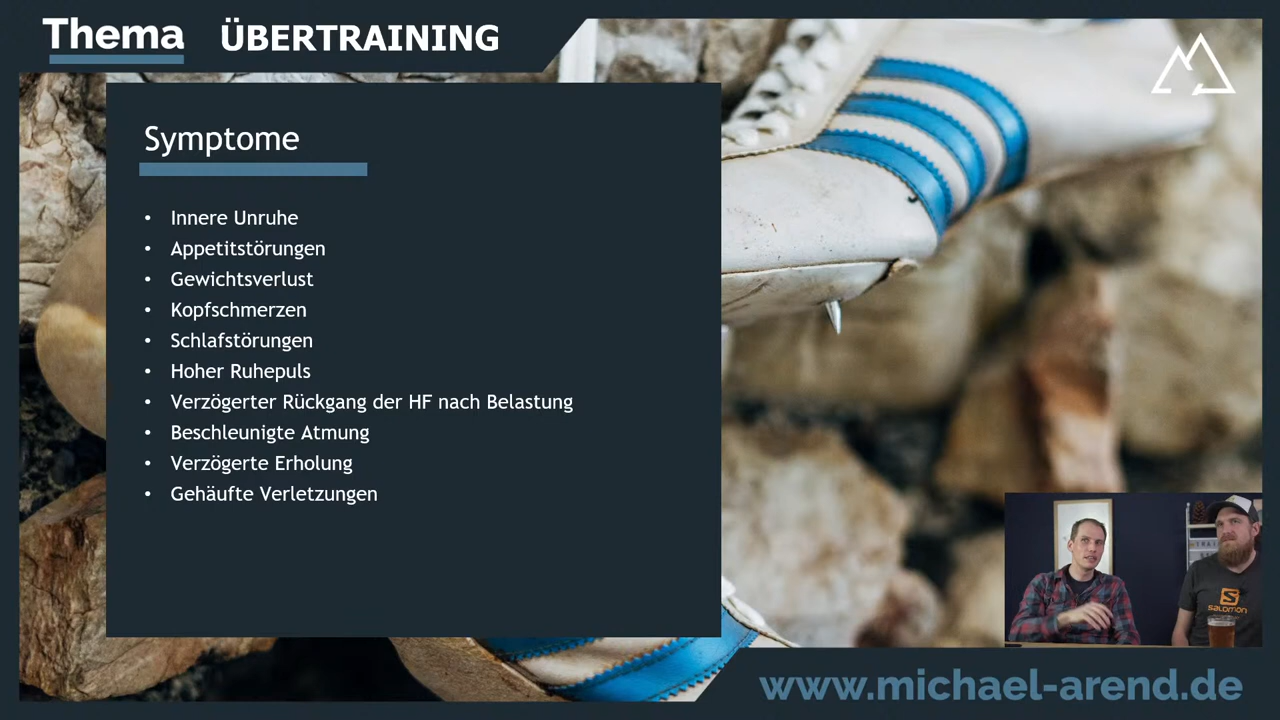 Thema ÜBERTRAINING
Symptome
• Innere Unruhe
• Appetitstörungen
• Gewichtsverlust
• Kopfschmerzen
• Schlafstörungen
• Hoher Ruhepuls
• Verzögerter Rückgang der HF nach Belastung
• Beschleunigte Atmung
• Verzögerte Erholung
• Gehäufte Verletzungen
SALOMON
www.michael-arend.de